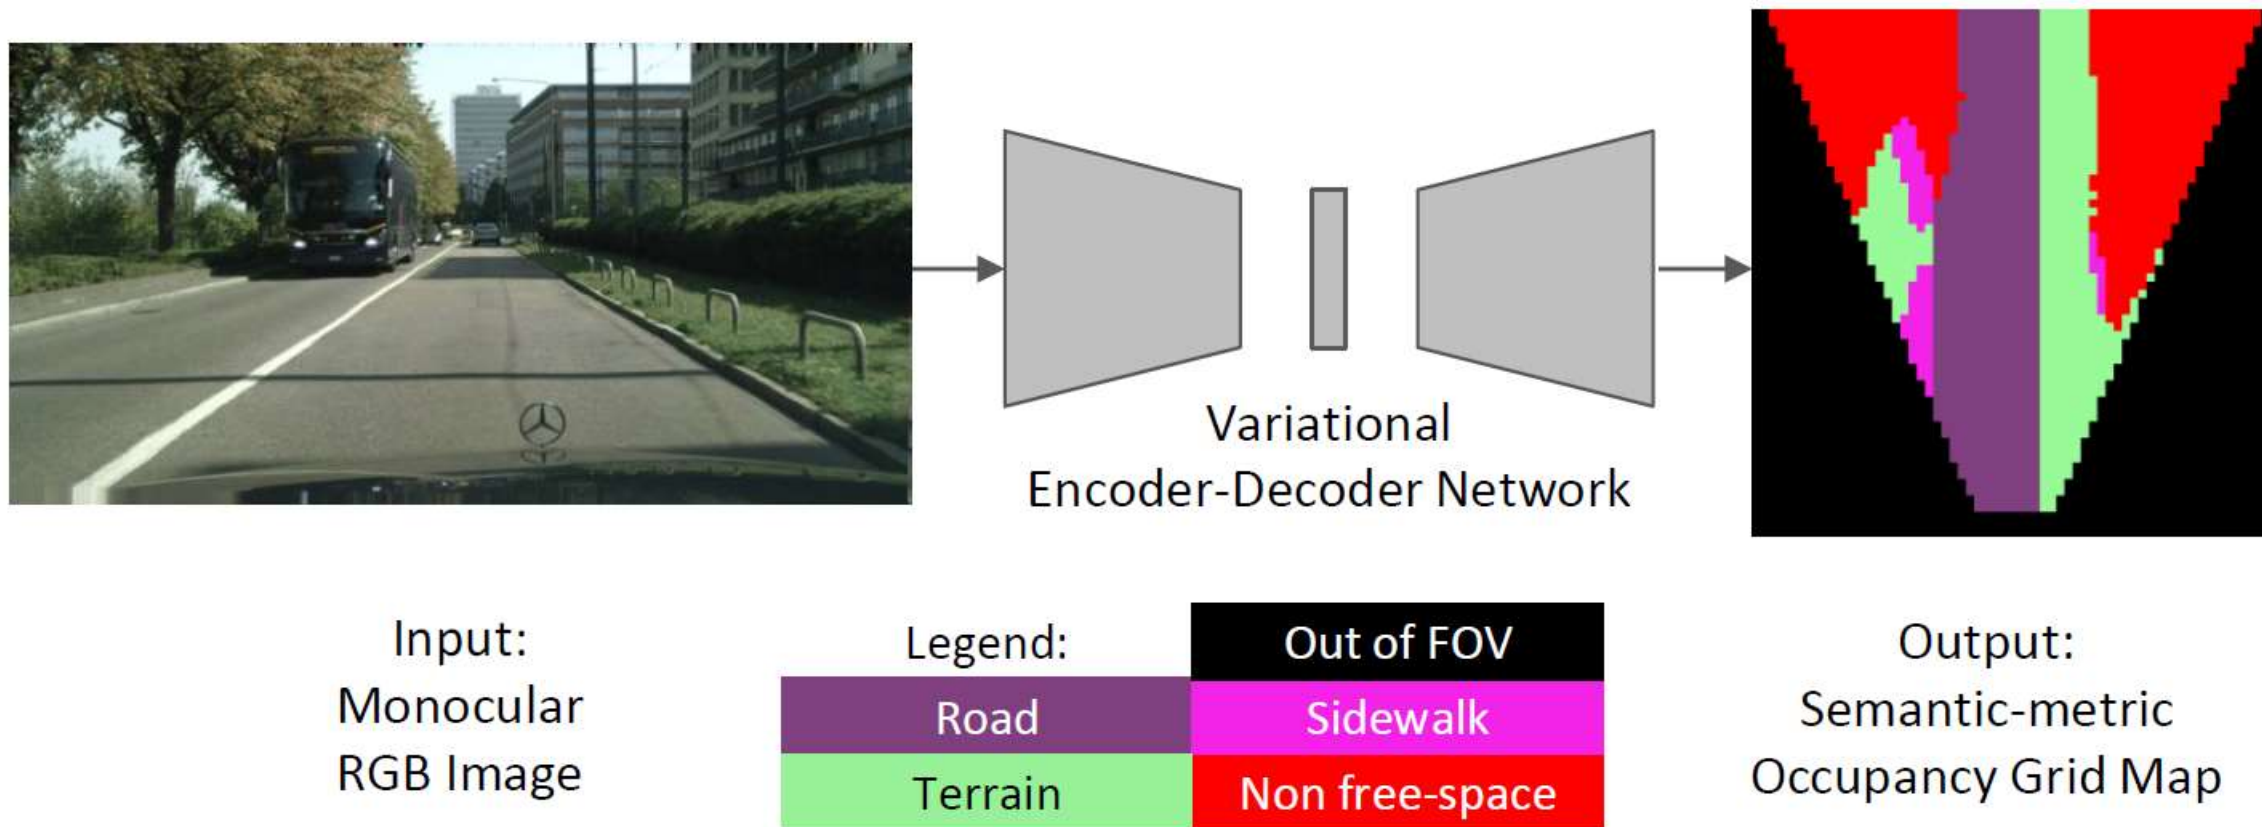 Variational
Encoder-Decoder Network
Input:
Monocular
RGB Image
Legend:
Out of FOV
Road
Sidewalk
Terrain
Non free-space
Output:
Semantic-metric
Occupancy Grid Map